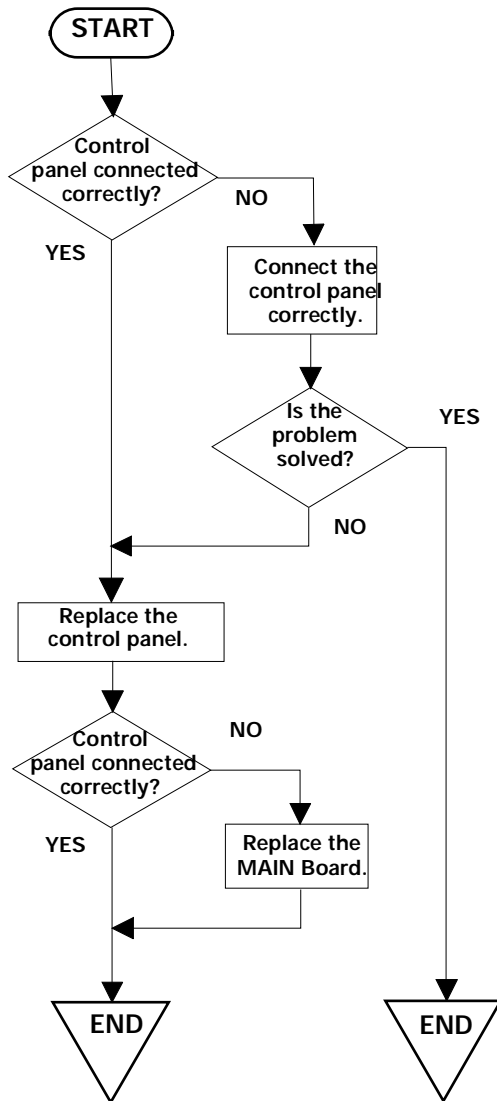 START
Control
panel connected
correctly?
NO
YES
Connect the
control panel
correctly.
Is the
problem
solved?
YES
NO
Replace the
control panel.
Control
panel connected
correctly?
NO
YES
Replace the
MAIN Board.
END
END